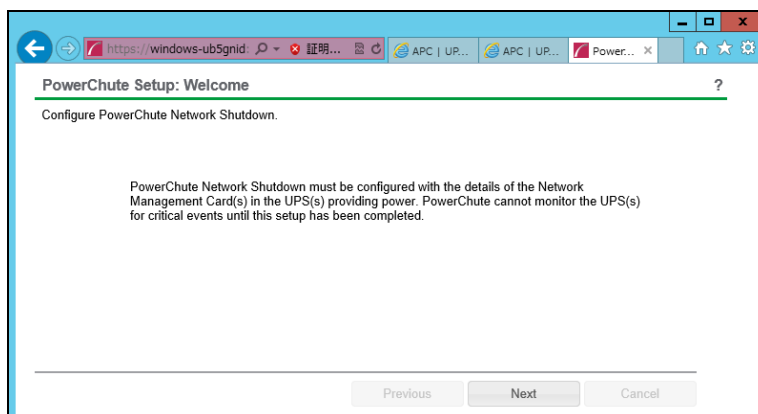 https://windows-ub5gnid: 証明...
APC | UP...
APC | UP...
Power...
PowerChute Setup: Welcome
?
Configure PowerChute Network Shutdown.
PowerChute Network Shutdown must be configured with the details of the Network
Management Card(s) in the UPS(s) providing power. PowerChute cannot monitor the UPS(s)
for critical events until this setup has been completed.
Previous
Next
Cancel